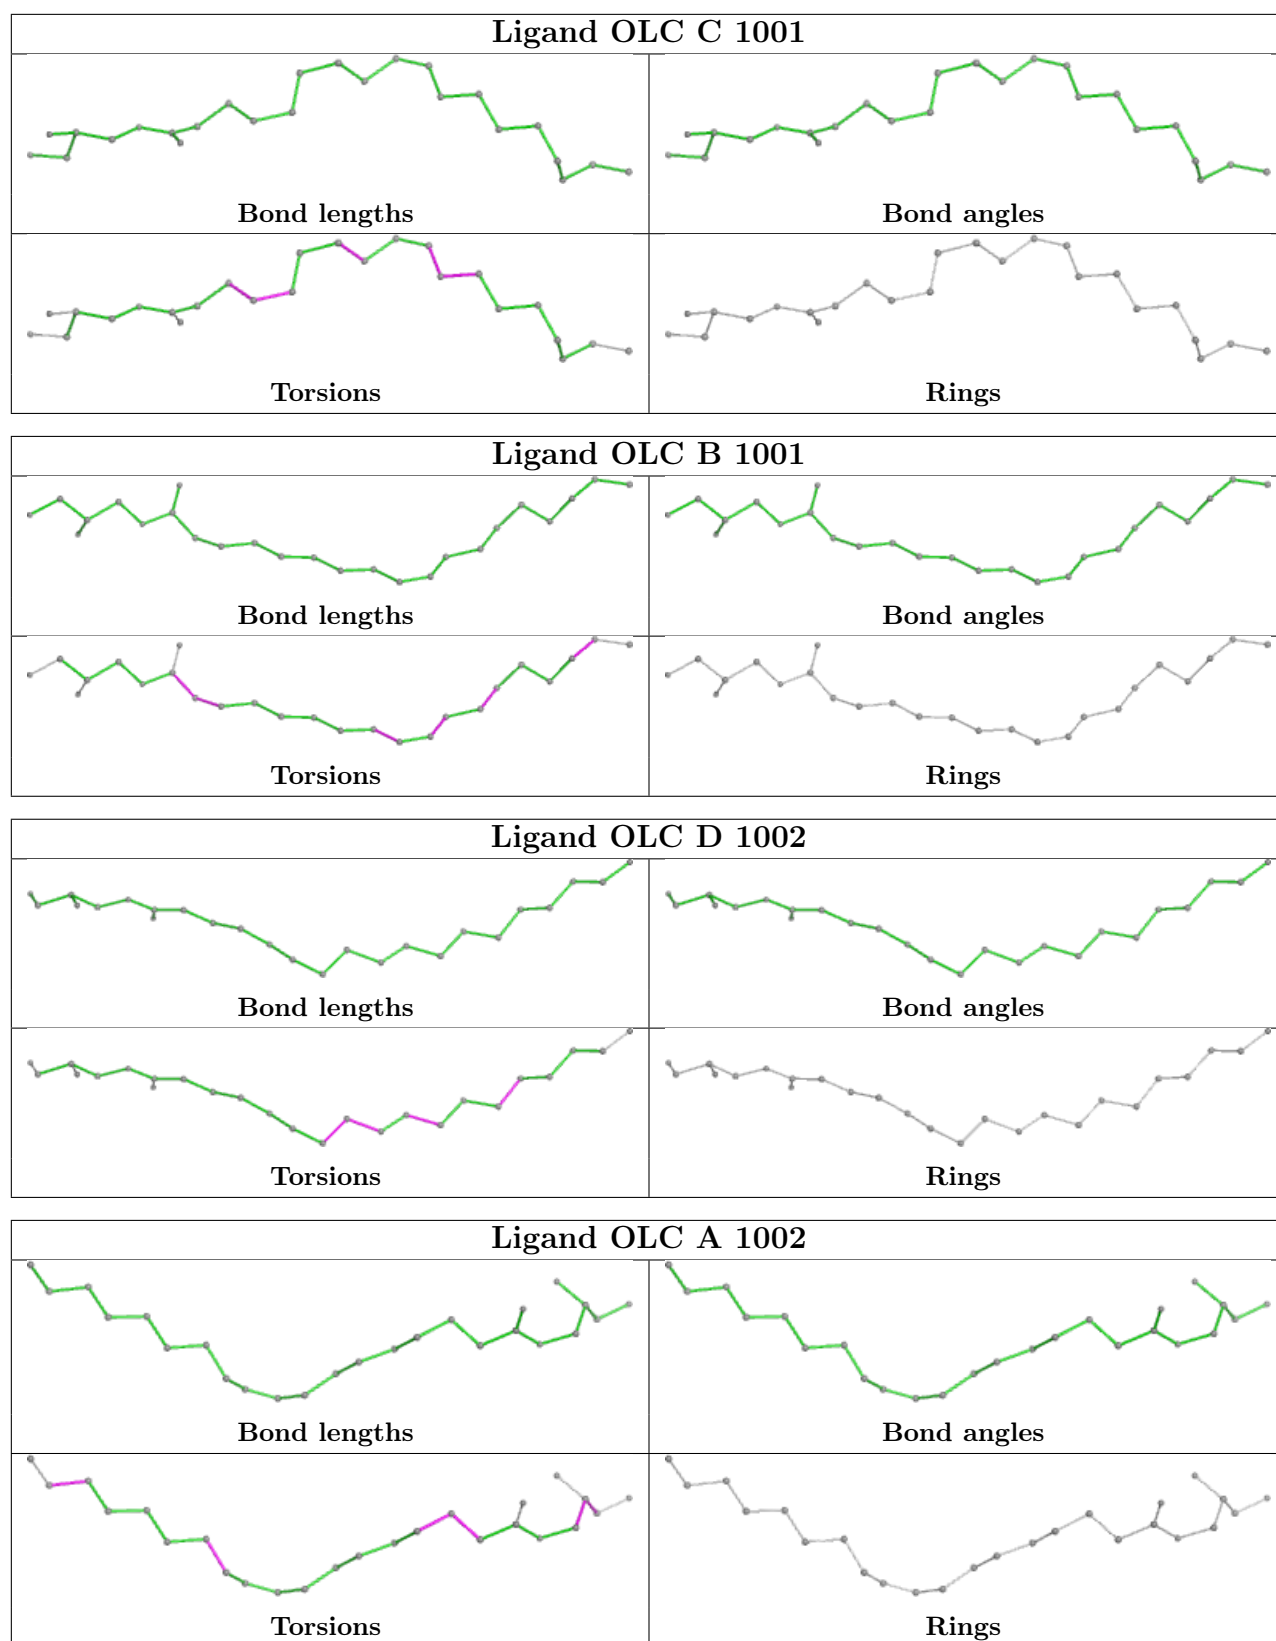 Ligand OLC C 1001
Bond lengths
Bond angles
Torsions
Rings
Ligand OLC B 1001
Bond lengths
Bond angles
Torsions
Rings
Ligand OLC D 1002
Bond lengths
Bond angles
Torsions
Rings
Ligand OLC A 1002
Bond lengths
Bond angles
Torsions
Rings